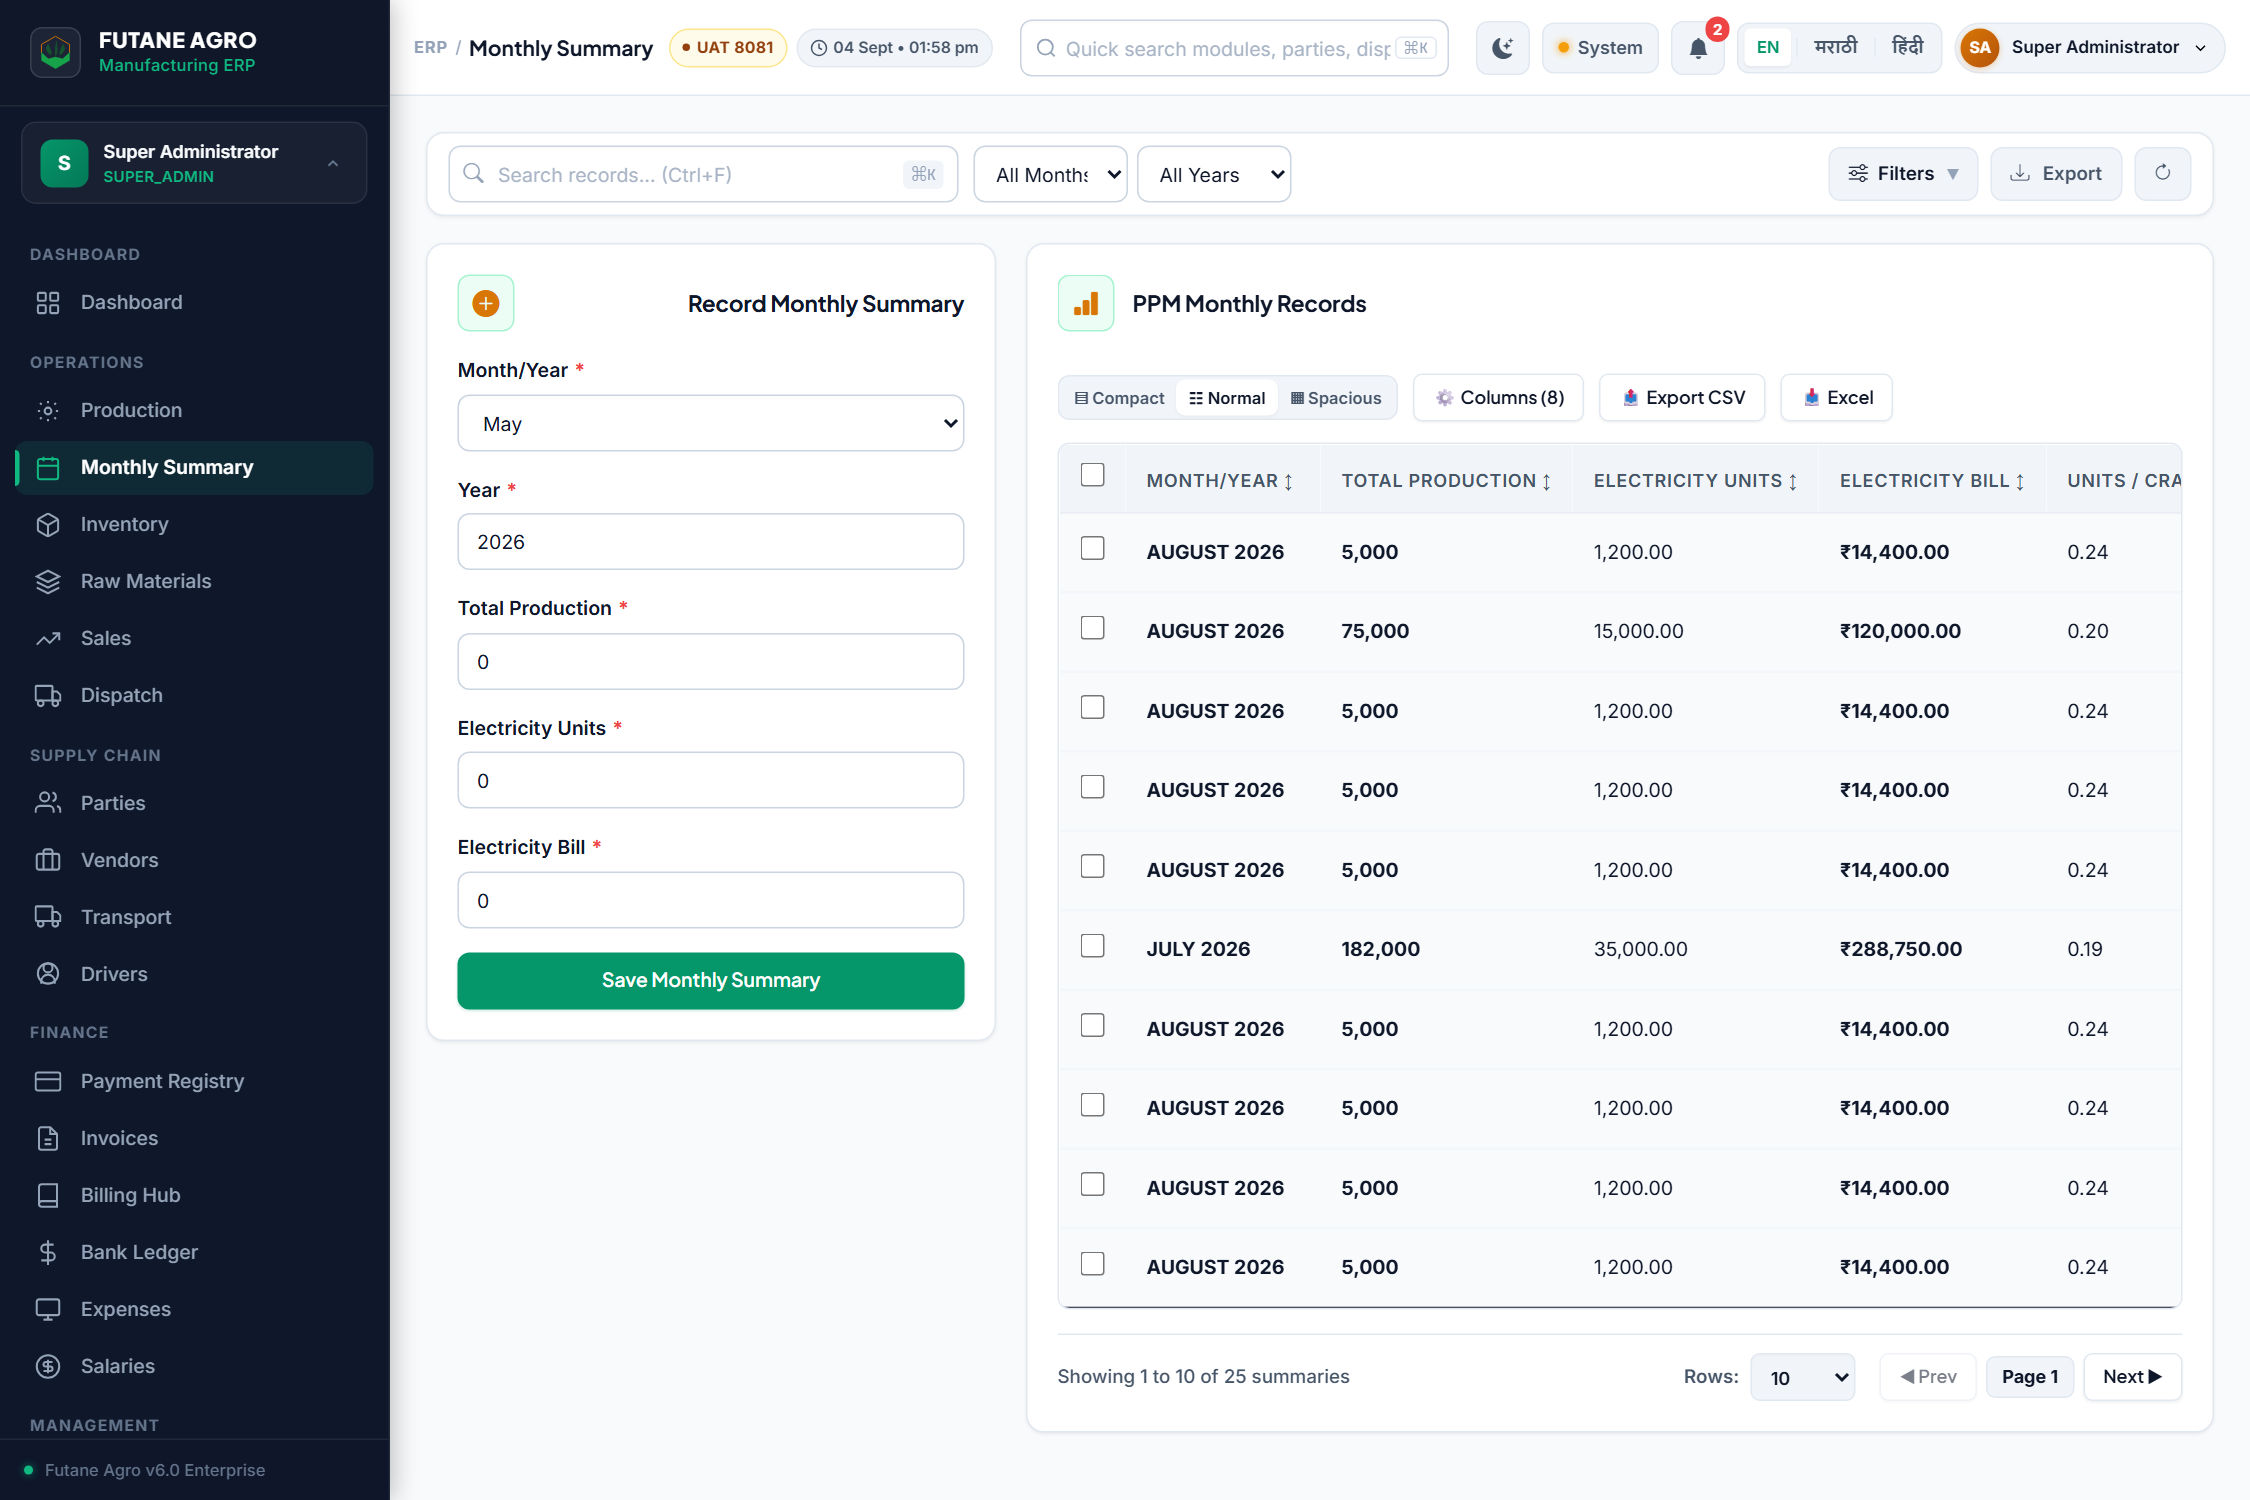 FUTANE AGRO
Manufacturing ERP
S
Super Administrator
SUPER_ADMIN
DASHBOARD
Dashboard
OPERATIONS
Production
Monthly Summary
Inventory
Raw Materials
Sales
Dispatch
SUPPLY CHAIN
Parties
Vendors
Transport
Drivers
FINANCE
Payment Registry
Invoices
Billing Hub
Bank Ledger
Expenses
Salaries
MANAGEMENT
Futane Agro v6.0 Enterprise
ERP / Monthly Summary
UAT 8081
04 Sept • 01:58 pm
Quick search modules, parties, disp ⌘K
System
2
EN मराठी हिंदी
SA Super Administrator
Search records... (Ctrl+F) ⌘K
All Months
All Years
Filters ▼
Export
Record Monthly Summary
Month/Year *
May
Year *
2026
Total Production *
0
Electricity Units *
0
Electricity Bill *
0
Save Monthly Summary
PPM Monthly Records
Compact Normal Spacious
Columns (8)
Export CSV
Excel
MONTH/YEAR ↕ TOTAL PRODUCTION ↕ ELECTRICITY UNITS ↕ ELECTRICITY BILL ↕ UNITS / CRA
AUGUST 2026 5,000 1,200.00 ₹14,400.00 0.24
AUGUST 2026 75,000 15,000.00 ₹120,000.00 0.20
AUGUST 2026 5,000 1,200.00 ₹14,400.00 0.24
AUGUST 2026 5,000 1,200.00 ₹14,400.00 0.24
AUGUST 2026 5,000 1,200.00 ₹14,400.00 0.24
JULY 2026 182,000 35,000.00 ₹288,750.00 0.19
AUGUST 2026 5,000 1,200.00 ₹14,400.00 0.24
AUGUST 2026 5,000 1,200.00 ₹14,400.00 0.24
AUGUST 2026 5,000 1,200.00 ₹14,400.00 0.24
AUGUST 2026 5,000 1,200.00 ₹14,400.00 0.24
Showing 1 to 10 of 25 summaries
Rows: 10
◀ Prev
Page 1
Next ▶